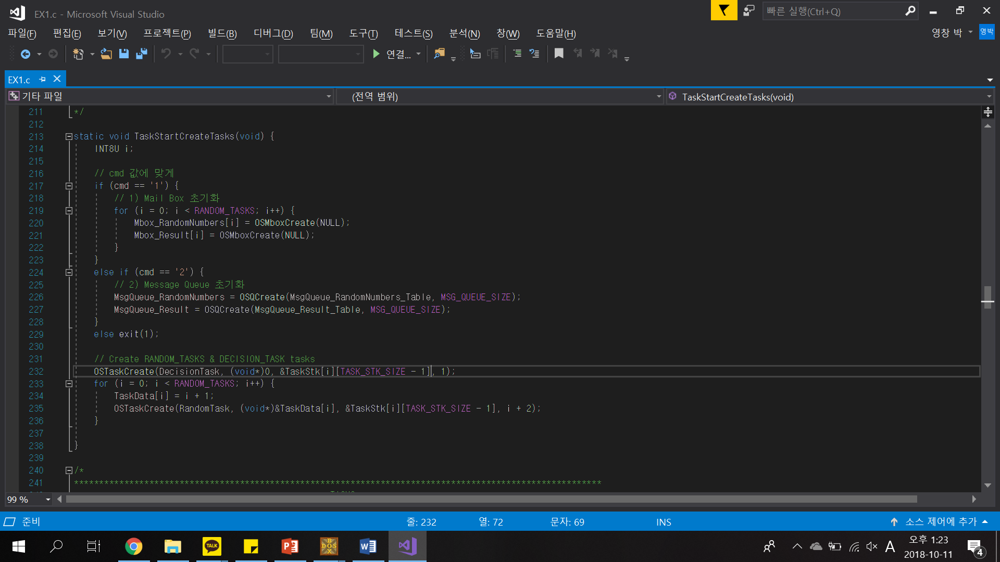 EX1.c - Microsoft Visual Studio
빠른 실행(Ctrl+Q)
파일(F) 편집(E) 보기(V) 프로젝트(P) 빌드(B) 디버그(D) 팀(M) 도구(T) 테스트(S) 분석(N) 창(W) 도움말(H)
영창 박
영박
연결...
EX1.c
기타 파일
(전역 범위)
TaskStartCreateTasks(void)
211 */
212
213 static void TaskStartCreateTasks(void) {
214 INT8U i;
215
216 // cmd 값에 맞게
217 if (cmd == '1') {
218 // 1) Mail Box 초기화
219 for (i = 0; i < RANDOM_TASKS; i++) {
220 Mbox_RandomNumbers[i] = OSMboxCreate(NULL);
221 Mbox_Result[i] = OSMboxCreate(NULL);
222 }
223 }
224 else if (cmd == '2') {
225 // 2) Message Queue 초기화
226 MsgQueue_RandomNumbers = OSQCreate(MsgQueue_RandomNumbers_Table, MSG_QUEUE_SIZE);
227 MsgQueue_Result = OSQCreate(MsgQueue_Result_Table, MSG_QUEUE_SIZE);
228 }
229 else exit(1);
230
231 // Create RANDOM_TASKS & DECISION_TASK tasks
232 OSTaskCreate(DecisionTask, (void*)0, &TaskStk[i][TASK_STK_SIZE - 1], 1);
233 for (i = 0; i < RANDOM_TASKS; i++) {
234 TaskData[i] = i + 1;
235 OSTaskCreate(RandomTask, (void*)&TaskData[i], &TaskStk[i][TASK_STK_SIZE - 1], i + 2);
236 }
237
238 }
239
240 /*
241 *********************************************************************************************************
99 %
준비
줄: 232
열: 72
문자: 69
INS
소스 제어에 추가
TALK
DOS BOX
A
오후 1:23
2018-10-11
4